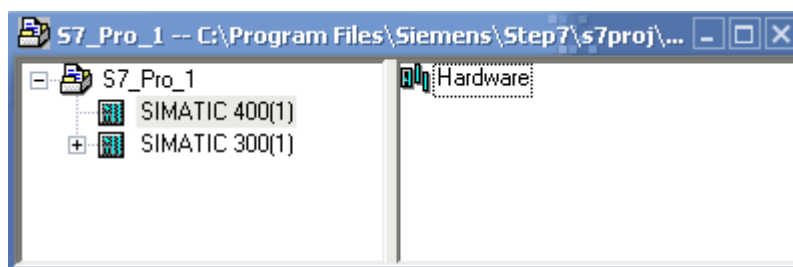 S7_Pro_1 -- C:\Program Files\Siemens\Step7\s7proj\...
S7_Pro_1
SIMATIC 400(1)
SIMATIC 300(1)
Hardware